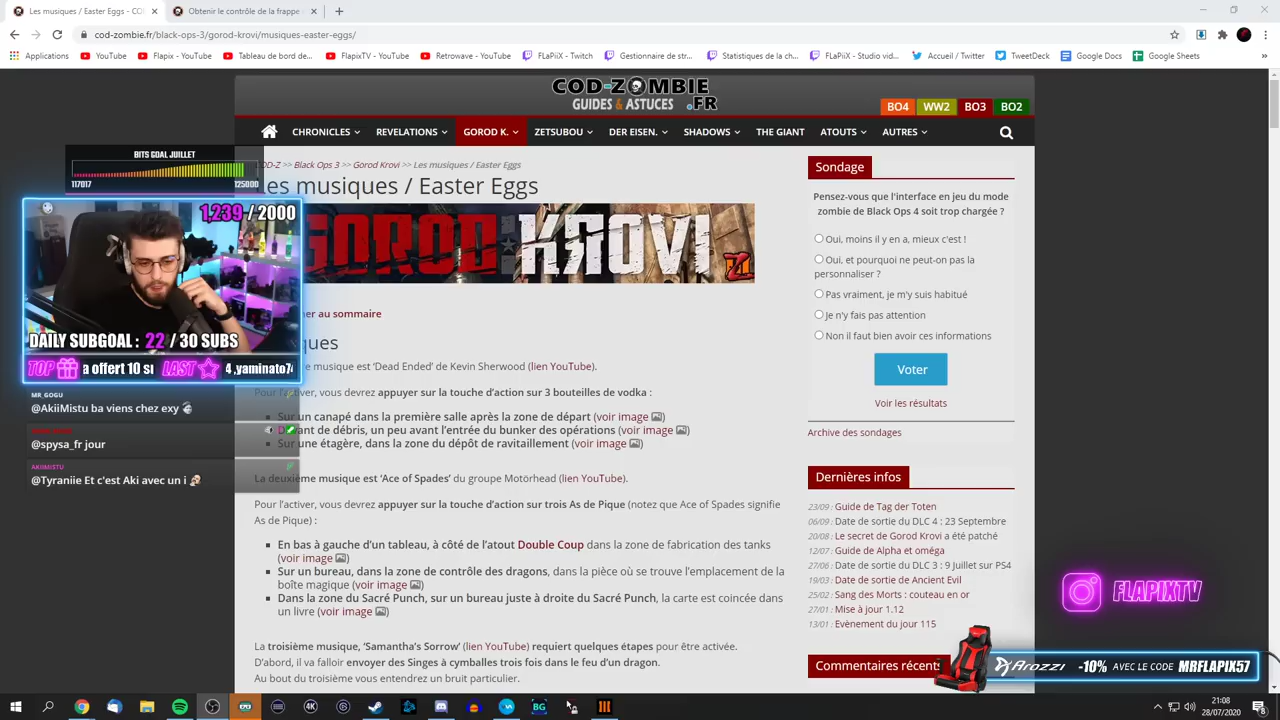 Les musiques / Easter Eggs - CO
Obtenir le contrôle de la frappe
cod-zombie.fr/black-ops-3/gorod-krovi/musiques-easter-eggs/
Applications
YouTube
Flapix - YouTube
Tableau de bord de...
FlapixTV - YouTube
Retrowave - YouTube
FLaPiiX - Twitch
Gestionnaire de str...
Statistiques de la ch...
FLaPiiX - Studio vid...
Accueil / Twitter
TweetDeck
Google Docs
Google Sheets
COD-ZOMBIE
GUIDES & ASTUCES .FR
BO4 WW2 BO3 BO2
CHRONICLES REVELATIONS GOROD K. ZETSUBOU DER EISEN. SHADOWS THE GIANT ATOUTS AUTRES
BITS GOAL JUILLET
117017 125000
1,239 / 2000
DAILY SUBGOAL : 22 / 30 SUBS
TOP a offert 10 su LAST 4 ,yaminato74
MR_GOGU
@AkiiMistu ba viens chez exy
@spysa_fr jour
AKIIMISTU
@Tyraniie Et c'est Aki avec un i
COD-Z >> Black Ops 3 >> Gorod Krovi >> Les musiques / Easter Eggs
Les musiques / Easter Eggs
GOROD KROVI
ner au sommaire
ques
e musique est ‘Dead Ended’ de Kevin Sherwood (lien YouTube).
Pour l’activer, vous devrez appuyer sur la touche d’action sur 3 bouteilles de vodka :
Sur un canapé dans la première salle après la zone de départ (voir image)
Devant de débris, un peu avant l’entrée du bunker des opérations (voir image)
Sur une étagère, dans la zone du dépôt de ravitaillement (voir image)
La deuxième musique est ‘Ace of Spades’ du groupe Motörhead (lien YouTube).
Pour l’activer, vous devrez appuyer sur la touche d’action sur trois As de Pique (notez que Ace of Spades signifie
As de Pique) :
En bas à gauche d’un tableau, à côté de l’atout Double Coup dans la zone de fabrication des tanks
(voir image)
Sur un bureau, dans la zone de contrôle des dragons, dans la pièce où se trouve l’emplacement de la
boîte magique (voir image)
Dans la zone du Sacré Punch, sur un bureau juste à droite du Sacré Punch, la carte est coincée dans
un livre (voir image)
La troisième musique, ‘Samantha’s Sorrow’ (lien YouTube) requiert quelques étapes pour être activée.
D’abord, il va falloir envoyer des Singes à cymballes trois fois dans le feu d’un dragon.
Au bout du troisième vous entendrez un bruit particulier.
Sondage
Pensez-vous que l'interface en jeu du mode
zombie de Black Ops 4 soit trop chargée ?
Oui, moins il y en a, mieux c'est !
Oui, et pourquoi ne peut-on pas la
personnaliser ?
Pas vraiment, je m'y suis habitué
Je n'y fais pas attention
Non il faut bien avoir ces informations
Voter
Voir les résultats
Archive des sondages
Dernières infos
23/09 Guide de Tag der Toten
06/09 Date de sortie du DLC 4 : 23 Septembre
20/08 Le secret de Gorod Krovi a été patché
12/07 Guide de Alpha et oméga
27/06 Date de sortie du DLC 3 : 9 Juillet sur PS4
19/03 Date de sortie de Ancient Evil
25/02 Sang des Morts : couteau en or
27/01 Mise à jour 1.12
13/01 Evènement du jour 115
Commentaires récents
FLAPIXTV
AROZZI -10% AVEC LE CODE MRFLAPIX57
4K
BG
21:08
28/07/2020
8